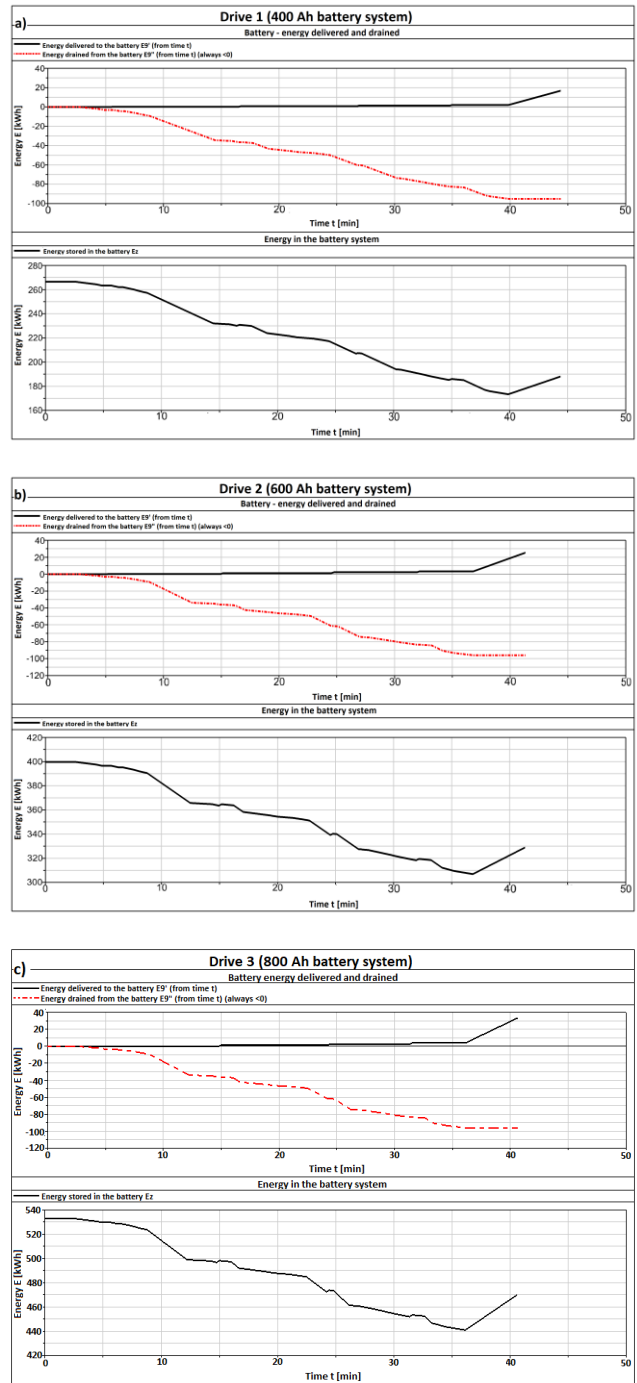 a)
Drive 1 (400 Ah battery system)
Battery - energy delivered and drained
Energy delivered to the battery E9' (from time t)
Energy drained from the battery E9" (from time t) (always <0)
Energy E [kWh]
40
20
0
-20
-40
-60
-80
-100
0 10 20 30 40 50
Time t [min]
Energy in the battery system
Energy stored in the battery Ez
Energy E [kWh]
280
260
240
220
200
180
160
0 10 20 30 40 50
Time t [min]
b)
Drive 2 (600 Ah battery system)
Battery - energy delivered and drained
Energy delivered to the battery E9' (from time t)
Energy drained from the battery E9" (from time t) (always <0)
Energy E [kWh]
40
20
0
-20
-40
-60
-80
-100
-120
0 10 20 30 40 50
Time t [min]
Energy in the battery system
Energy stored in the battery Ez
Energy E [kWh]
420
400
380
360
340
320
300
0 10 20 30 40 50
Time t [min]
c)
Drive 3 (800 Ah battery system)
Battery energy delivered and drained
Energy delivered to the battery E9' (from time t)
Energy drained from the battery E9" (from time t) (always <0)
Energy E [kWh]
40
20
0
-20
-40
-60
-80
-100
-120
0 10 20 30 40 50
Time t [min]
Energy in the battery system
Energy stored in the battery Ez
Energy E [kWh]
540
520
500
480
460
440
420
0 10 20 30 40 50
Time t [min]